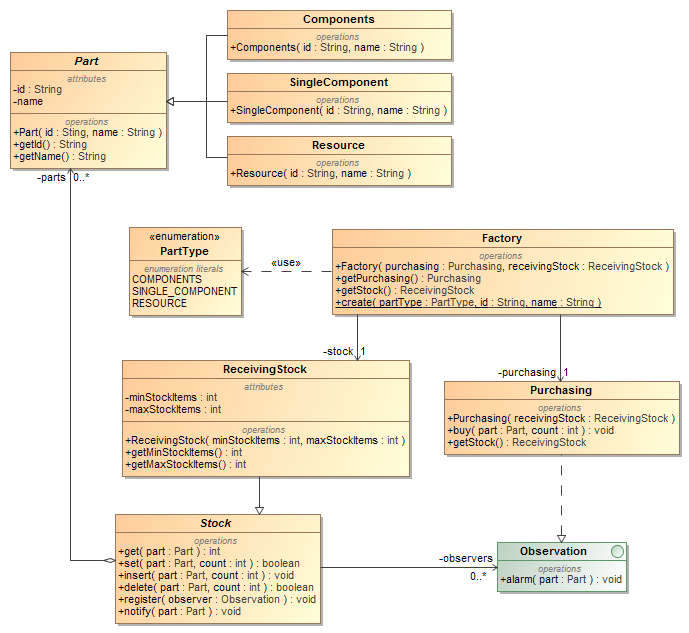 Components
operations
+Components( id : String, name : String )
Part
attributes
-id : String
-name
operations
+Part( id : Sting, name : String )
+getId() : String
+getName() : String
SingleComponent
operations
+SingleComponent( id : String, name : String )
Resource
operations
+Resource( id : String, name : String )
-parts 0..*
«enumeration»
PartType
enumeration literals
COMPONENTS
SINGLE_COMPONENT
RESOURCE
«use»
Factory
operations
+Factory( purchasing : Purchasing, receivingStock : ReceivingStock )
+getPurchasing() : Purchasing
+getStock() : ReceivingStock
+create( partType : PartType, id : String, name : String )
-stock 1
-purchasing 1
ReceivingStock
attributes
-minStockItems : int
-maxStockItems : int
operations
+ReceivingStock( minStockItems : int, maxStockItems : int )
+getMinStockItems() : int
+getMaxStockItems() : int
Purchasing
operations
+Purchasing( receivingStock : ReceivingStock )
+buy( part : Part, count : int ) : void
+getStock() : ReceivingStock
Stock
operations
+get( part : Part ) : int
+set( part : Part, count : int ) : boolean
+insert( part : Part, count : int ) : void
+delete( part : Part, count : int ) : boolean
+register( observer : Observation ) : void
+notify( part : Part ) : void
-observers
0..*
Observation
operations
+alarm( part : Part ) : void